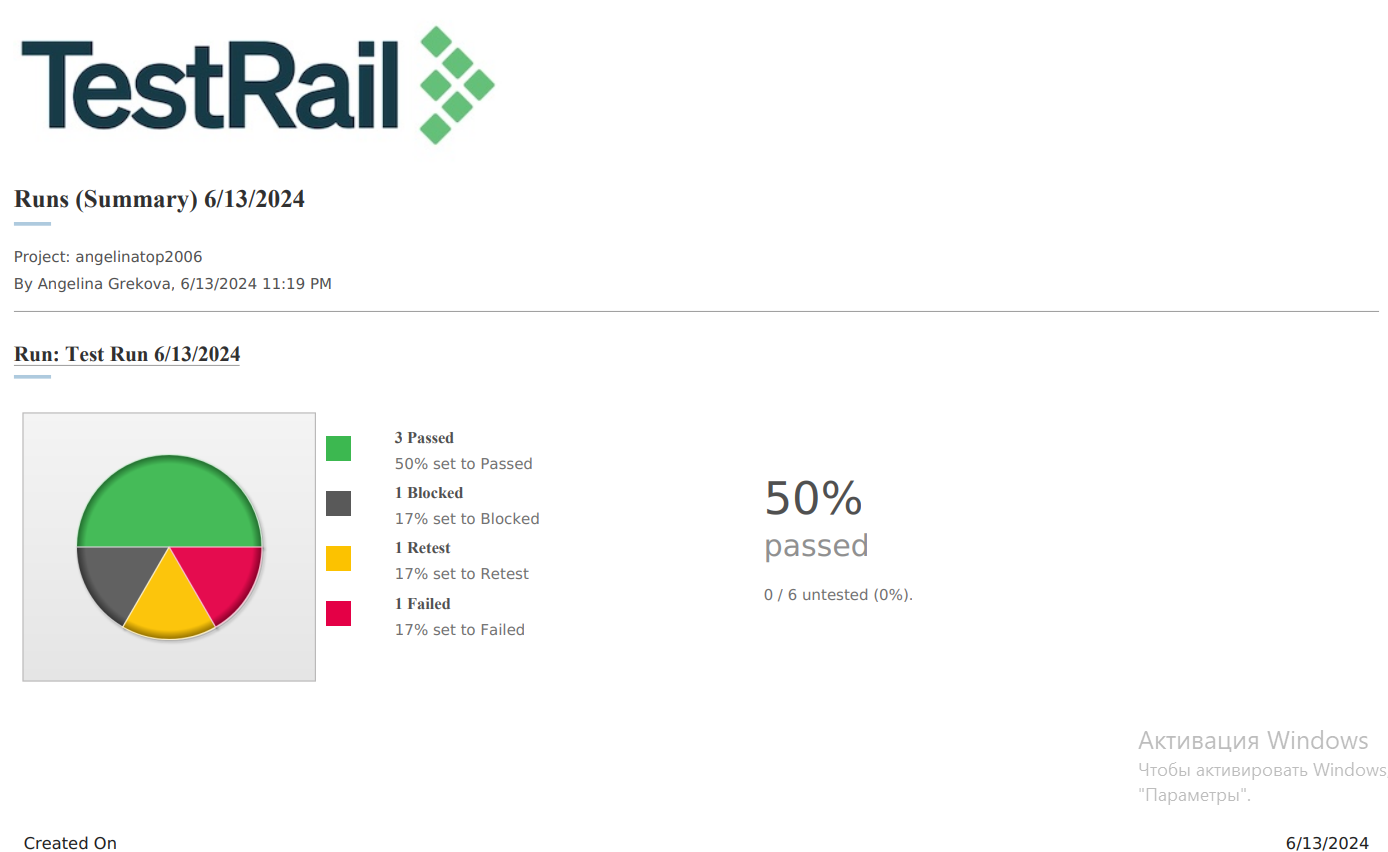 TestRail
Runs (Summary) 6/13/2024
Project: angelinatop2006
By Angelina Grekova, 6/13/2024 11:19 PM
Run: Test Run 6/13/2024
3 Passed
50% set to Passed
1 Blocked
17% set to Blocked
1 Retest
17% set to Retest
1 Failed
17% set to Failed
50%
passed
0 / 6 untested (0%).
Активация Windows
Чтобы активировать Windows
"Параметры".
Created On
6/13/2024